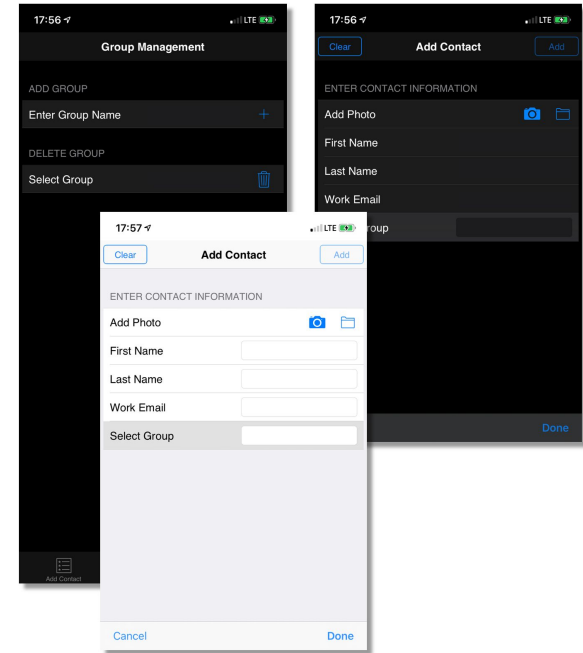 17:56
LTE
Group Management
ADD GROUP
Enter Group Name
DELETE GROUP
Select Group
Add Contact
17:56
LTE
Clear
Add Contact
Add
ENTER CONTACT INFORMATION
Add Photo
First Name
Last Name
Work Email
roup
Done
17:57
LTE
Clear
Add Contact
Add
ENTER CONTACT INFORMATION
Add Photo
First Name
Last Name
Work Email
Select Group
Cancel
Done